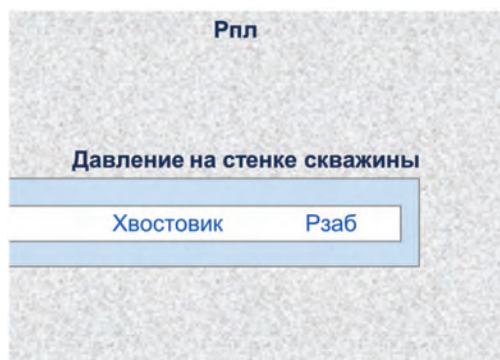 Рпл
Давление на стенке скважины
Хвостовик Рзаб